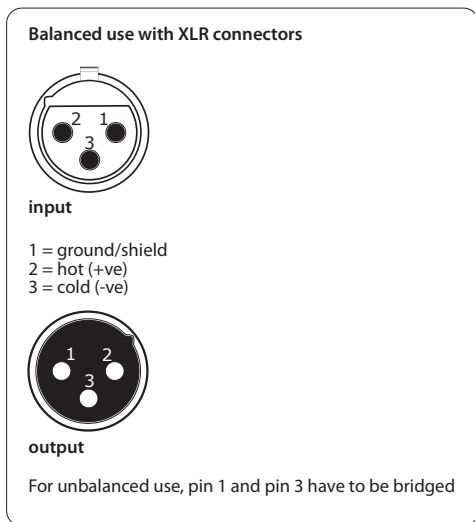 Balanced use with XLR connectors
2 1
3
input
1 = ground/shield
2 = hot (+ve)
3 = cold (-ve)
1 2
3
output
For unbalanced use, pin 1 and pin 3 have to be bridged